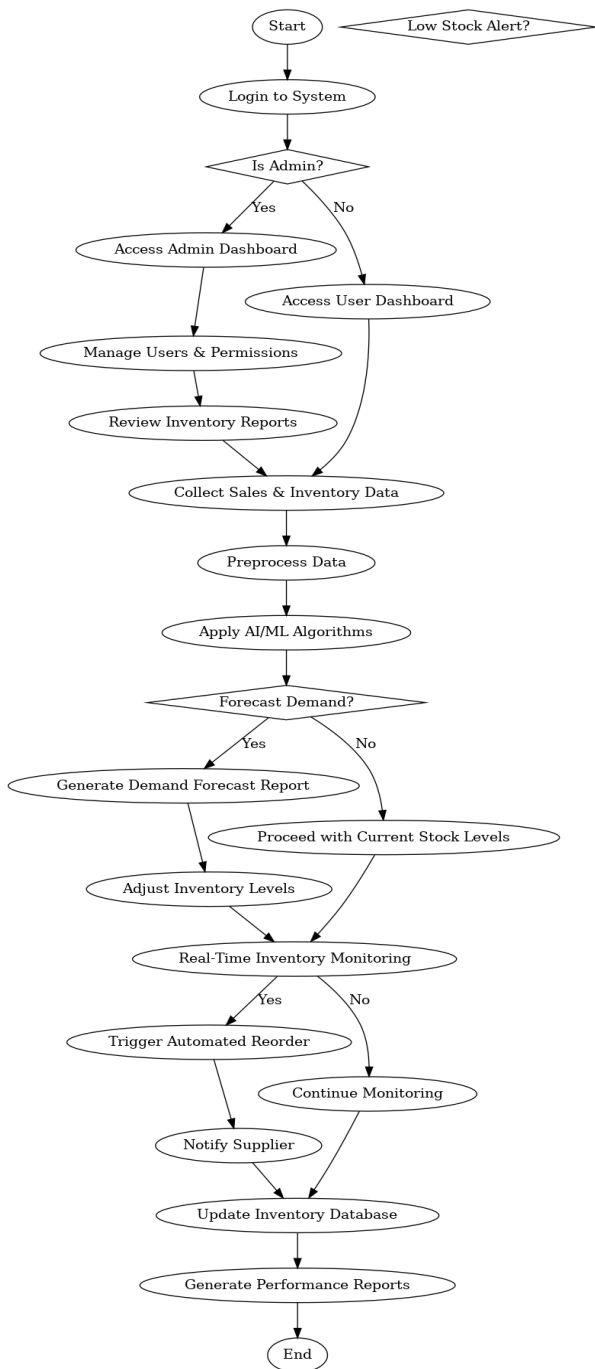 Start
Low Stock Alert?
Login to System
Is Admin?
Yes
No
Access Admin Dashboard
Access User Dashboard
Manage Users & Permissions
Review Inventory Reports
Collect Sales & Inventory Data
Preprocess Data
Apply AI/ML Algorithms
Forecast Demand?
Yes
No
Generate Demand Forecast Report
Proceed with Current Stock Levels
Adjust Inventory Levels
Real-Time Inventory Monitoring
Yes
No
Trigger Automated Reorder
Continue Monitoring
Notify Supplier
Update Inventory Database
Generate Performance Reports
End